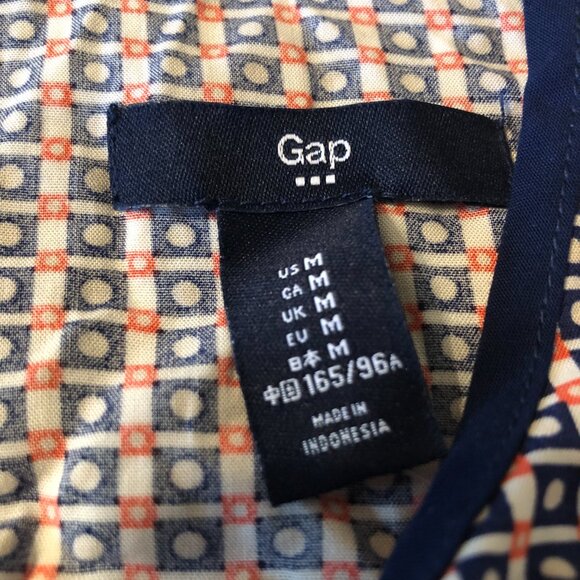 Gap
US M
CA M
UK M
EU M
日本 M
中国 165/96A
MADE IN
INDONESIA